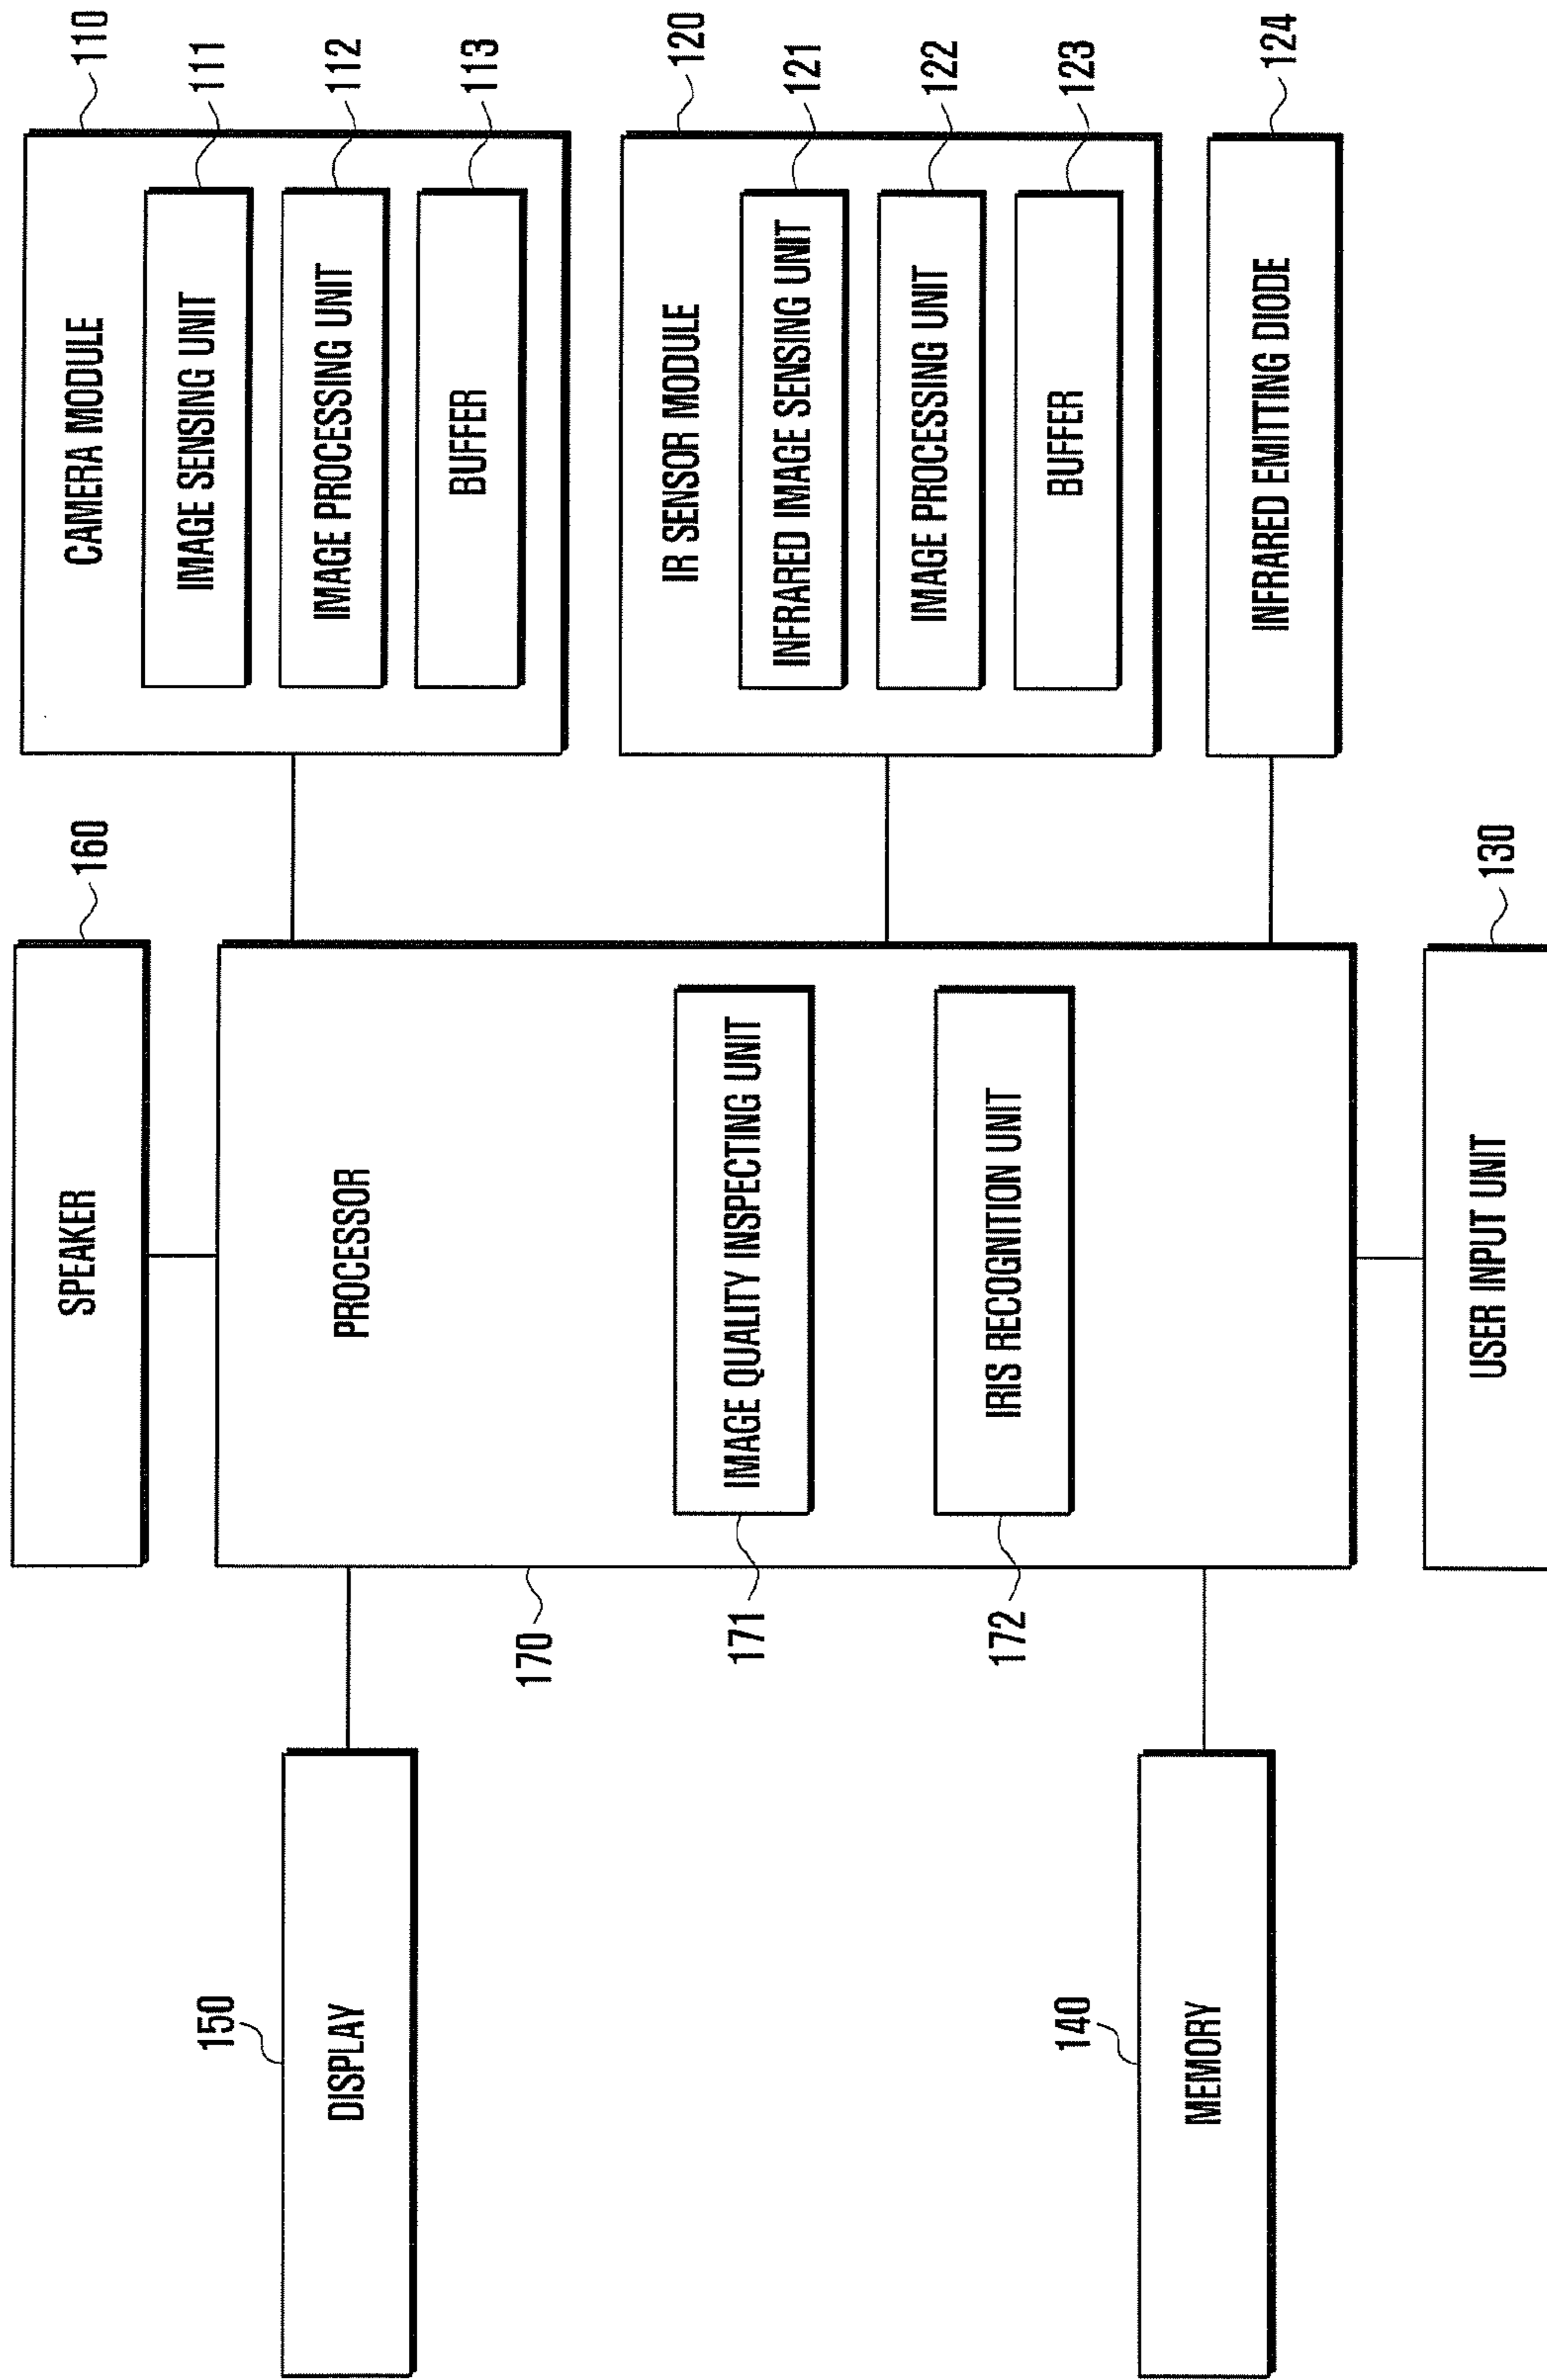 110
CAMERA MODULE
IMAGE SENSING UNIT
111
IMAGE PROCESSING UNIT
112
BUFFER
113
IR SENSOR MODULE
120
INFRARED IMAGE SENSING UNIT
121
IMAGE PROCESSING UNIT
122
BUFFER
123
INFRARED EMITTING DIODE
124
SPEAKER
160
PROCESSOR
170
IMAGE QUALITY INSPECTING UNIT
171
IRIS RECOGNITION UNIT
172
USER INPUT UNIT
130
150
DISPLAY
140
MEMORY